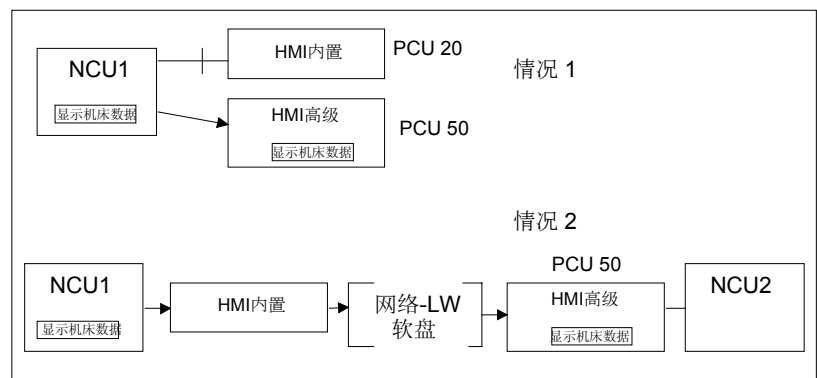 HMI内置
PCU 20
情况 1
NCU1
显示机床数据
HMI高级
PCU 50
显示机床数据
情况 2
PCU 50
NCU1
显示机床数据
HMI内置
网络-LW
软盘
HMI高级
显示机床数据
NCU2